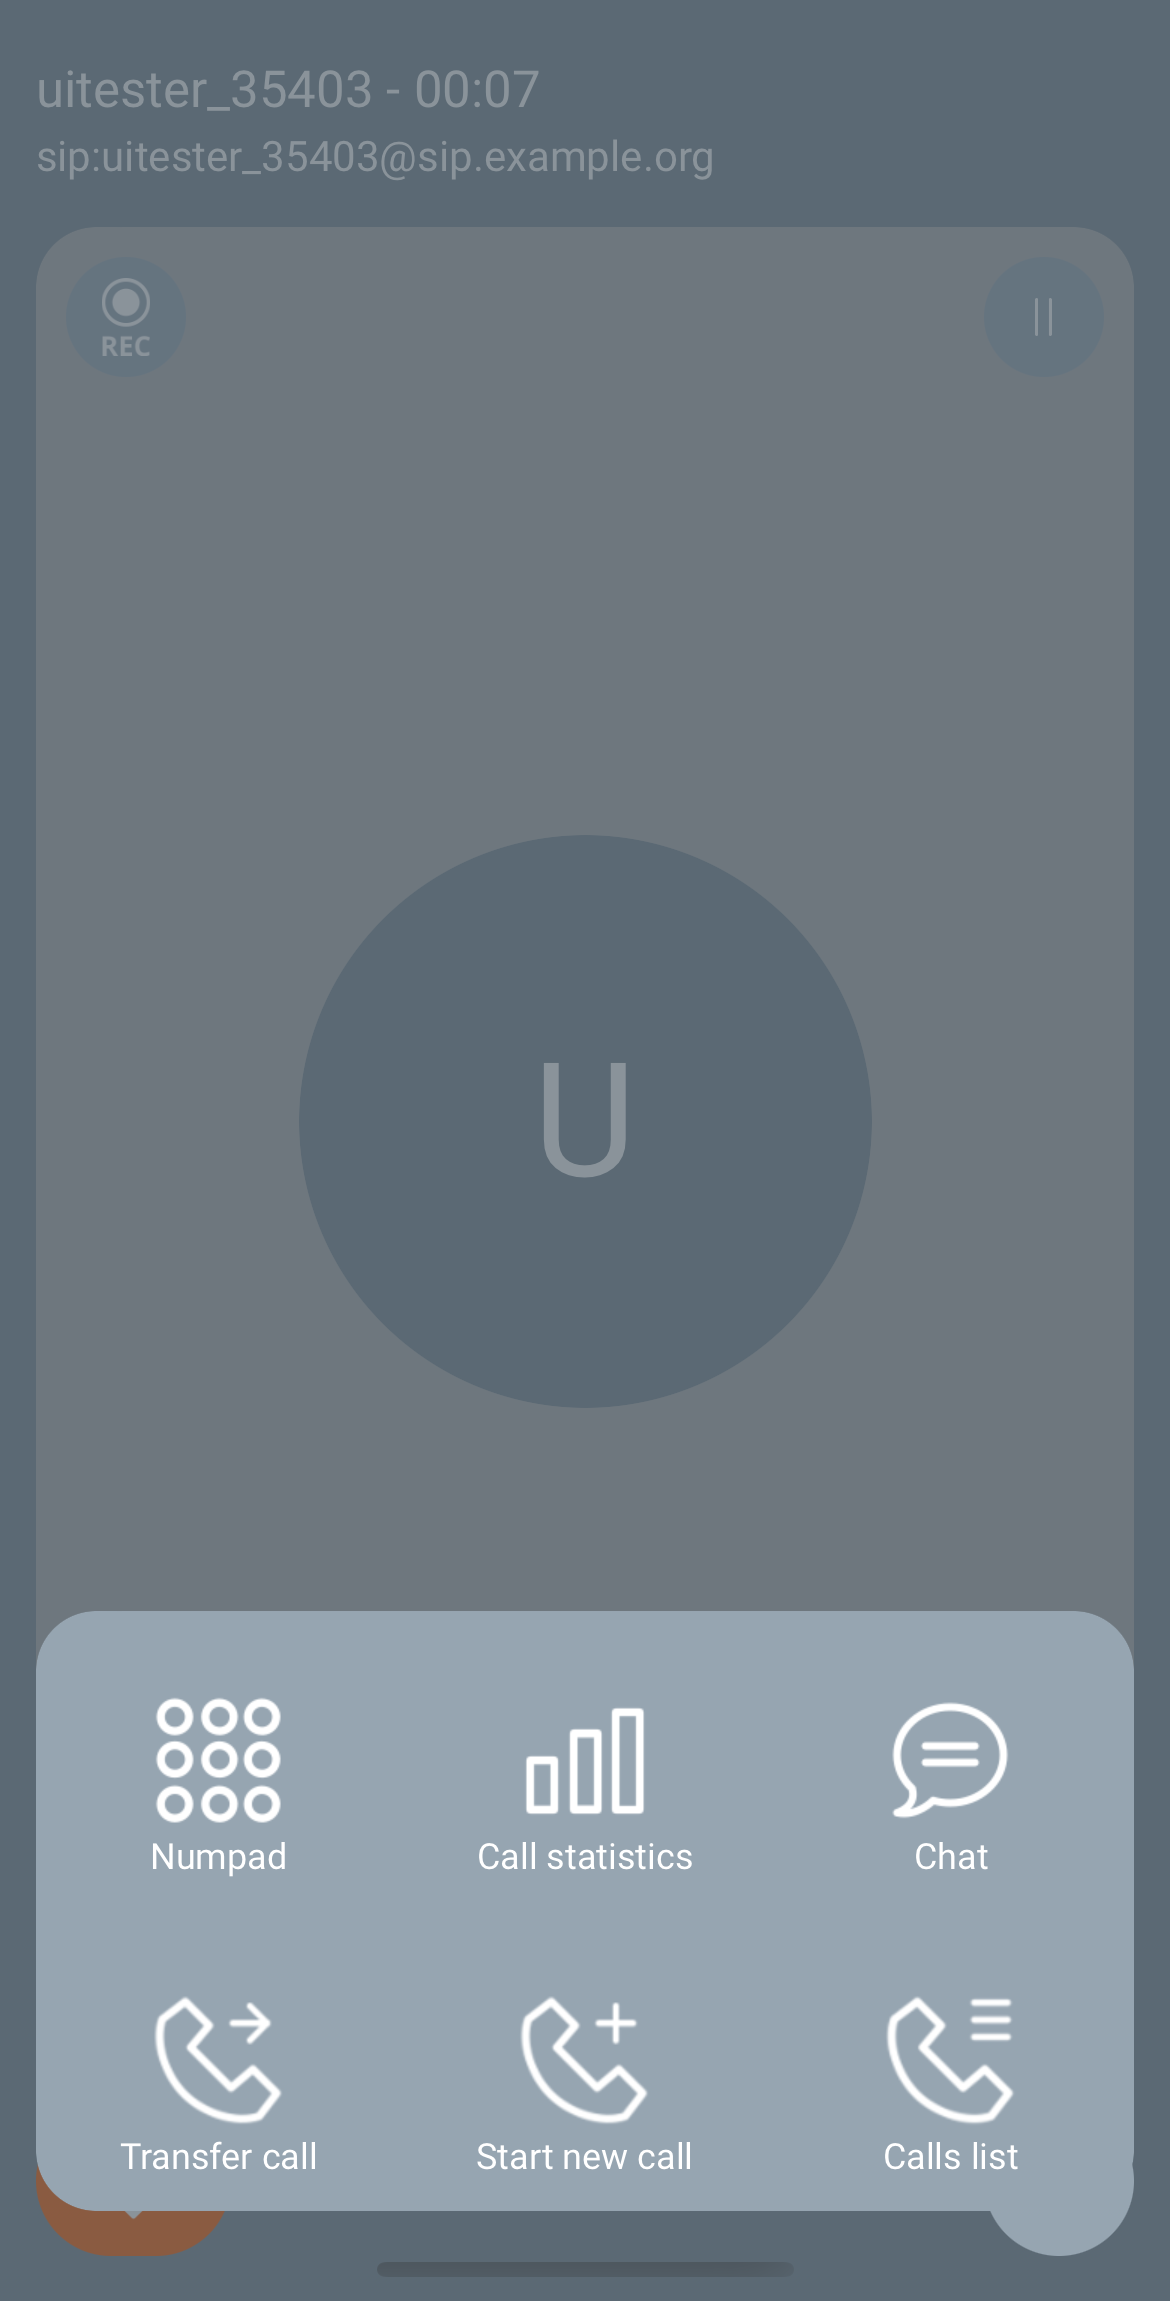 uitester_35403 - 00:07
sip:uitester_35403@sip.example.org
REC
U
Numpad
Call statistics
Chat
Transfer call
Start new call
Calls list